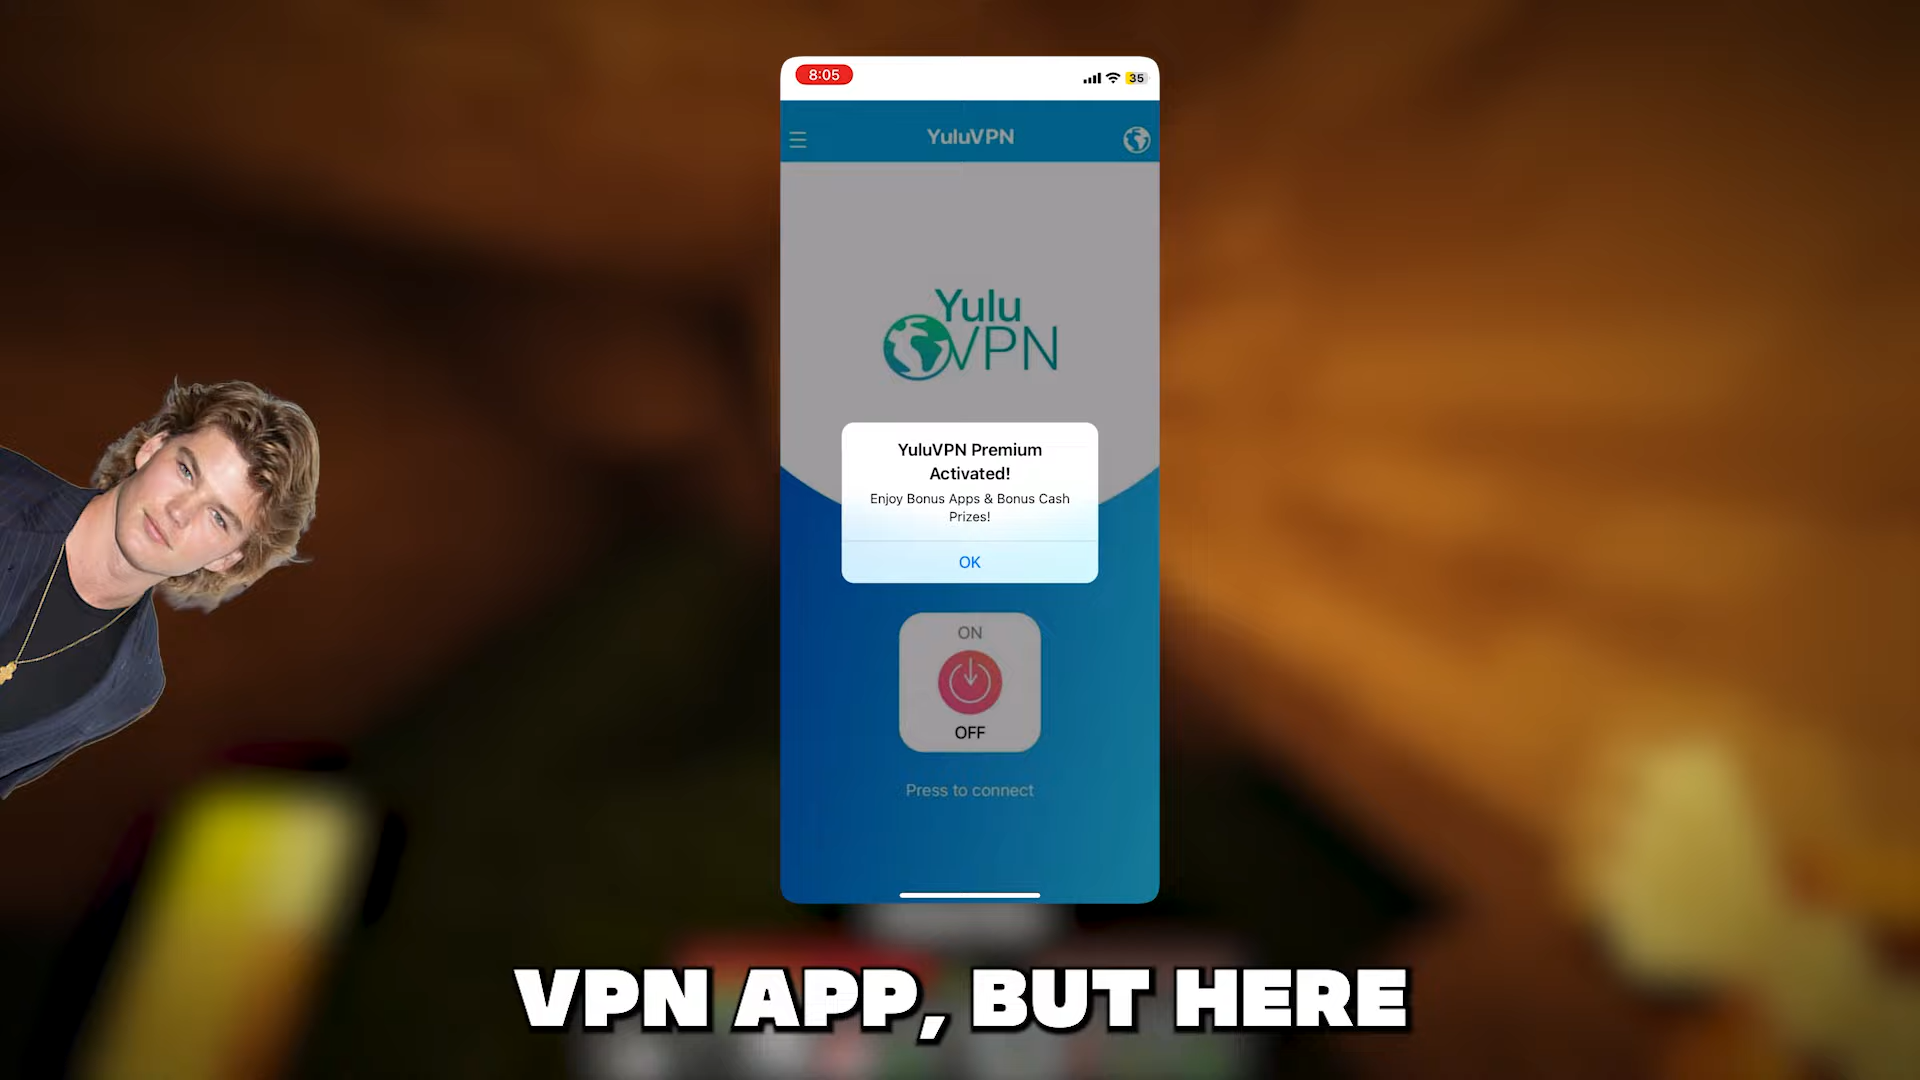 8:05
35
YuluVPN
Yulu
VPN
YuluVPN Premium
Activated!
Enjoy Bonus Apps & Bonus Cash
Prizes!
OK
ON
OFF
Press to connect
VPN APP, BUT HERE